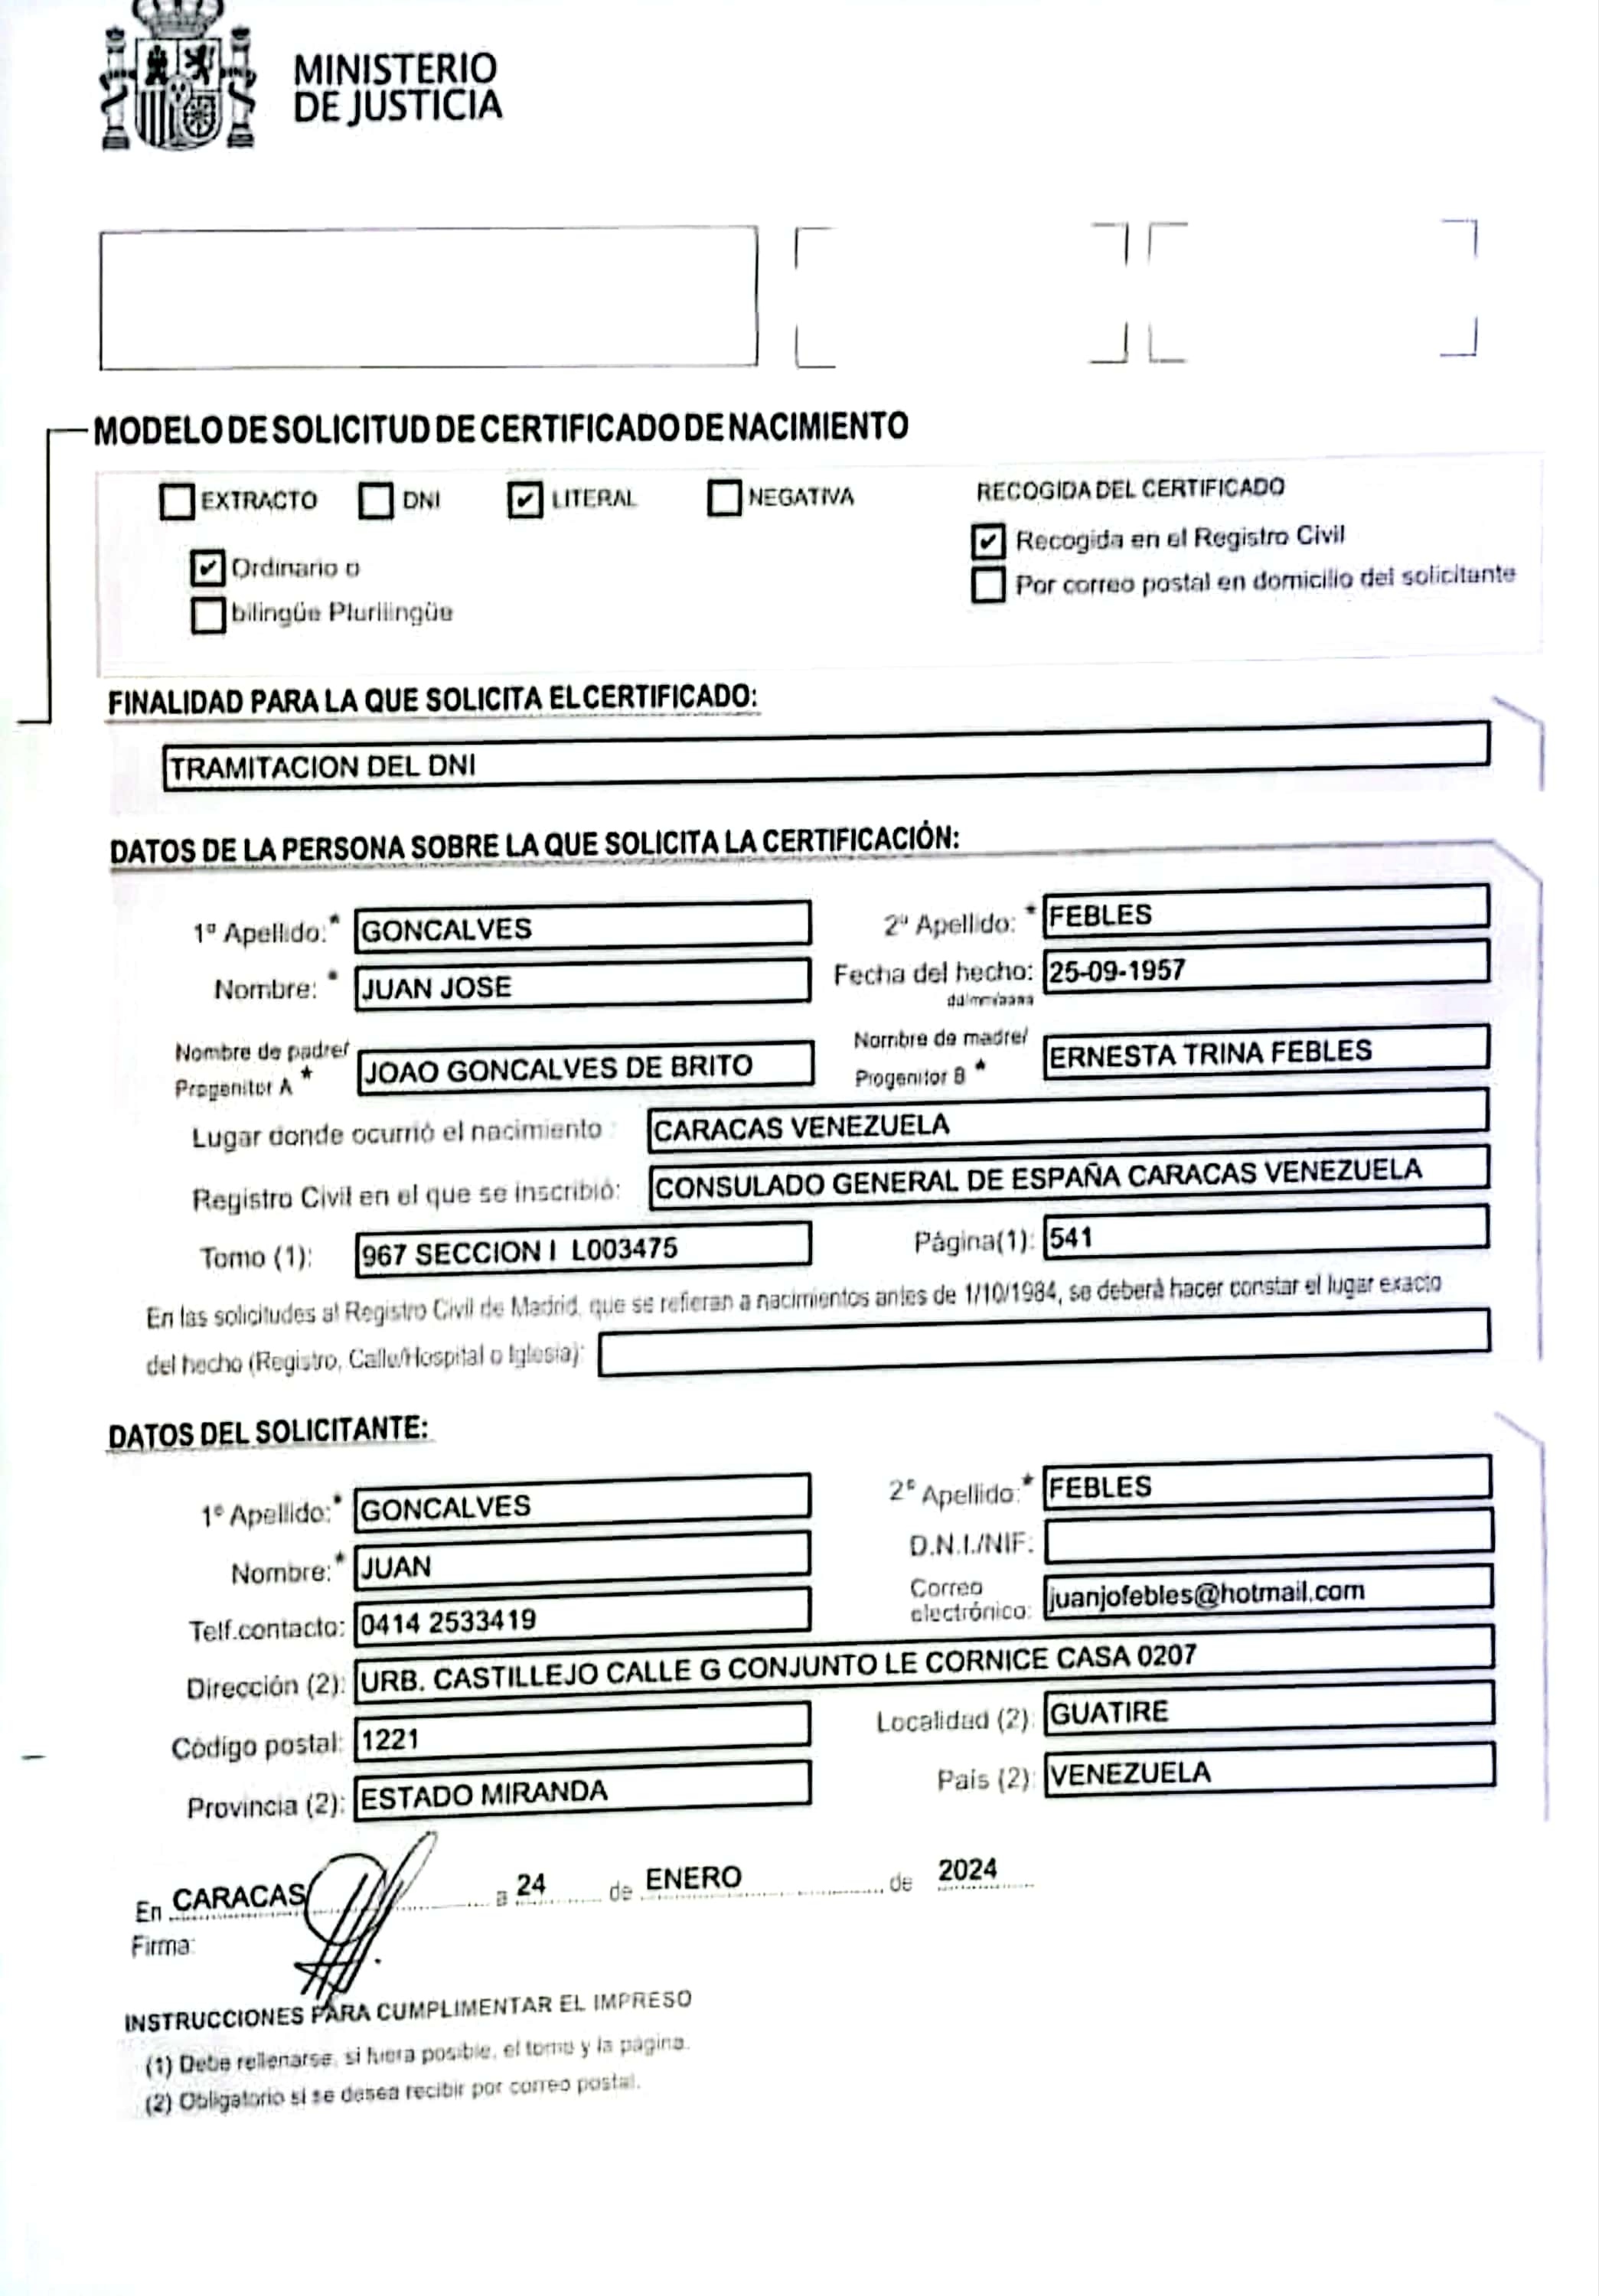 MINISTERIO
DE JUSTICIA
MODELO DE SOLICITUD DE CERTIFICADO DE NACIMIENTO
EXTRACTO DNI ✔ LITERAL NEGATIVA RECOGIDA DEL CERTIFICADO
✔ Ordinario o ✔ Recogida en el Registro Civil
bilingüe Plurilingüe Por correo postal en domicilio del solicitante
FINALIDAD PARA LA QUE SOLICITA EL CERTIFICADO:
TRAMITACION DEL DNI
DATOS DE LA PERSONA SOBRE LA QUE SOLICITA LA CERTIFICACIÓN:
1º Apellido:* GONCALVES 2º Apellido: * FEBLES
Nombre: * JUAN JOSE Fecha del hecho: 25-09-1957
dd/mm/aaaa
Nombre de padre/ Nombre de madre/
Progenitor A * JOAO GONCALVES DE BRITO Progenitor B * ERNESTA TRINA FEBLES
Lugar donde ocurrió el nacimiento : CARACAS VENEZUELA
Registro Civil en el que se inscribió: CONSULADO GENERAL DE ESPAÑA CARACAS VENEZUELA
Tomo (1): 967 SECCION I L003475 Página(1): 541
En las solicitudes al Registro Civil de Madrid, que se refieran a nacimientos antes de 1/10/1984, se deberá hacer constar el lugar exacto
del hecho (Registro, Calle/Hospital o Iglesia):
DATOS DEL SOLICITANTE:
1º Apellido:* GONCALVES 2º Apellido:* FEBLES
Nombre:* JUAN D.N.I./NIF:
Telf.contacto: 0414 2533419 Correo electrónico: juanjofebles@hotmail.com
Dirección (2): URB. CASTILLEJO CALLE G CONJUNTO LE CORNICE CASA 0207
Código postal: 1221 Localidad (2): GUATIRE
Provincia (2): ESTADO MIRANDA País (2): VENEZUELA
En CARACAS a 24 de ENERO de 2024
Firma:
INSTRUCCIONES PARA CUMPLIMENTAR EL IMPRESO
(1) Debe rellenarse, si fuera posible, el tomo y la página.
(2) Obligatorio si se desea recibir por correo postal.